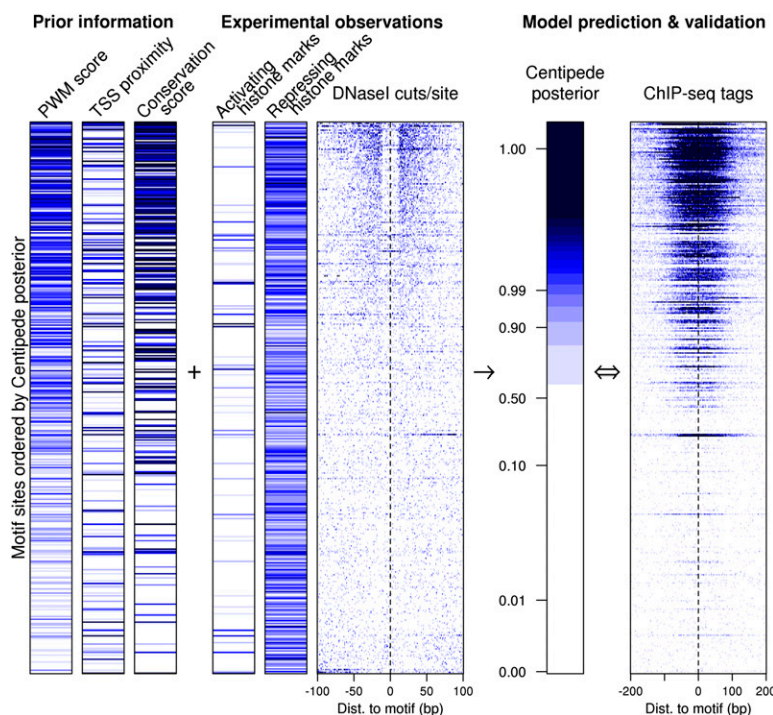 Prior information
Experimental observations
Model prediction & validation
PWM score
TSS proximity
Conservation
score
Activating
histone marks
Repressing
histone marks
DNaseI cuts/site
Centipede
posterior
ChIP-seq tags
Motif sites ordered by Centipede posterior
+
→
⇔
1.00
0.99
0.90
0.50
0.10
0.01
0.00
-100 -50 0 50 100
Dist. to motif (bp)
-200 -100 0 100 200
Dist. to motif (bp)